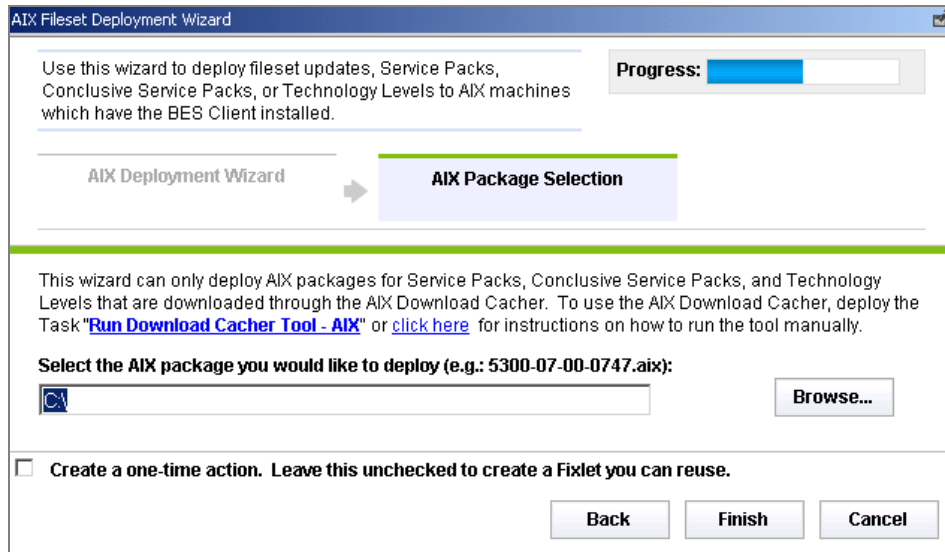 AIX Fileset Deployment Wizard
Use this wizard to deploy fileset updates, Service Packs,
Conclusive Service Packs, or Technology Levels to AIX machines
which have the BES Client installed.
Progress:
AIX Deployment Wizard
AIX Package Selection
This wizard can only deploy AIX packages for Service Packs, Conclusive Service Packs, and Technology
Levels that are downloaded through the AIX Download Cacher. To use the AIX Download Cacher, deploy the
Task "Run Download Cacher Tool - AIX" or click here for instructions on how to run the tool manually.
Select the AIX package you would like to deploy (e.g.: 5300-07-00-0747.aix):
C:\
Browse...
Create a one-time action. Leave this unchecked to create a Fixlet you can reuse.
Back
Finish
Cancel